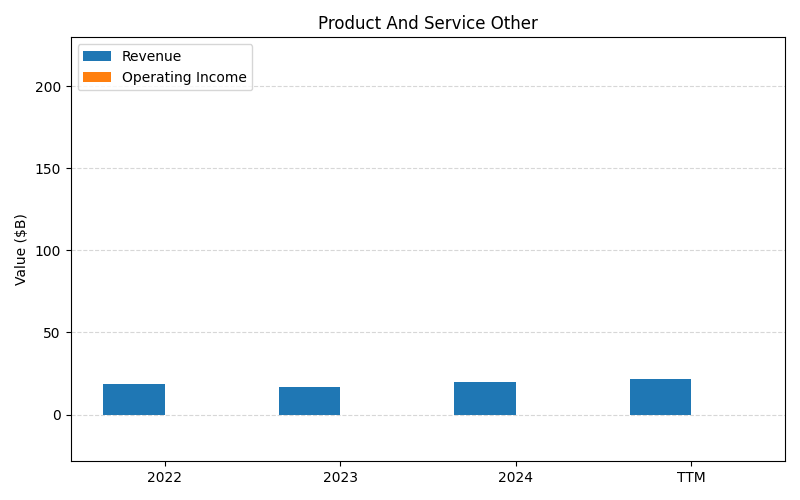 Product And Service Other
Revenue
Operating Income
Value ($B)
200
150
100
50
0
2022
2023
2024
TTM